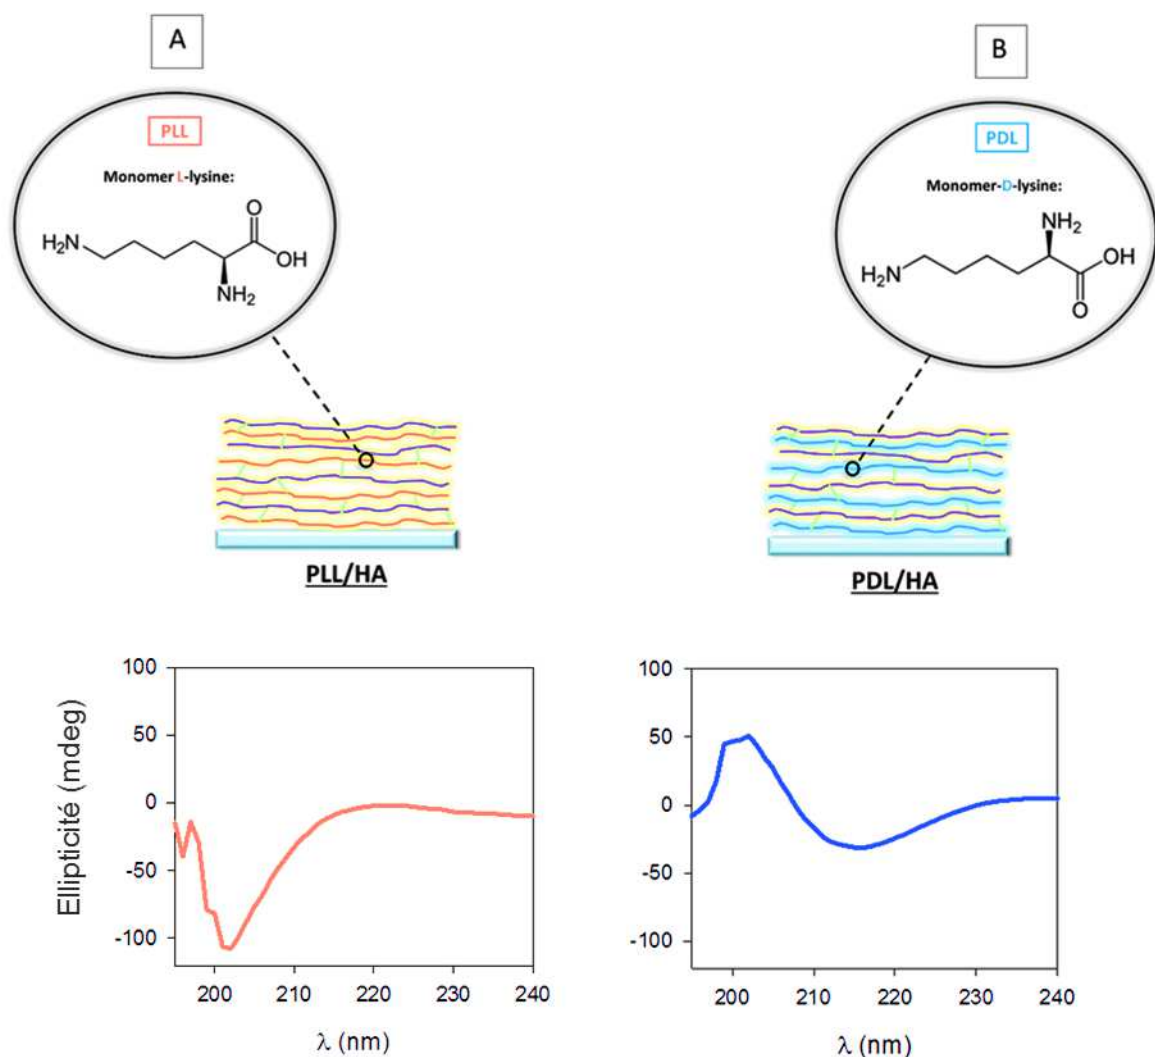 A
PLL
Monomer L-lysine:
O
H₂N
OH
NH₂
PLL/HA
B
PDL
Monomer-D-lysine:
NH₂
OH
H₂N
O
PDL/HA
Ellipticité (mdeg)
100
50
0
-50
-100
200 210 220 230 240
λ (nm)
100
50
0
-50
-100
200 210 220 230 240
λ (nm)